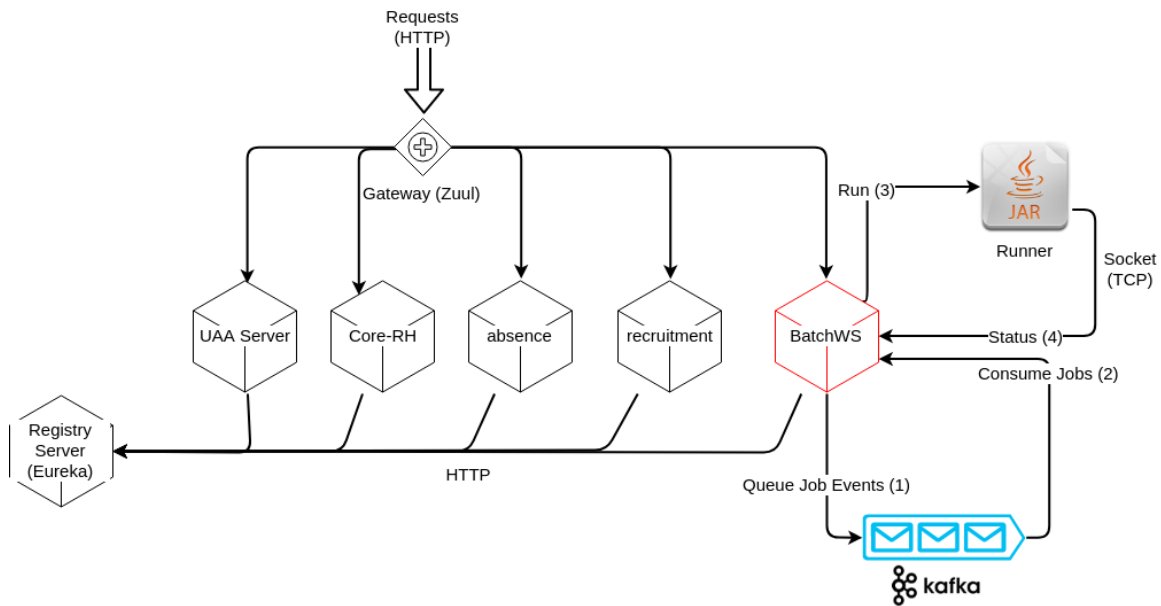 Requests
(HTTP)
Gateway (Zuul)
Run (3)
JAR
Runner
Socket
(TCP)
UAA Server
Core-RH
absence
recruitment
BatchWS
Status (4)
Consume Jobs (2)
Registry
Server
(Eureka)
HTTP
Queue Job Events (1)
kafka